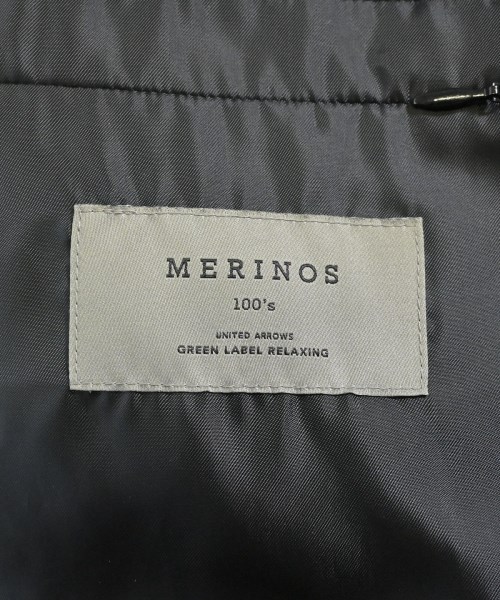 MERINOS
100's
UNITED ARROWS
GREEN LABEL RELAXING